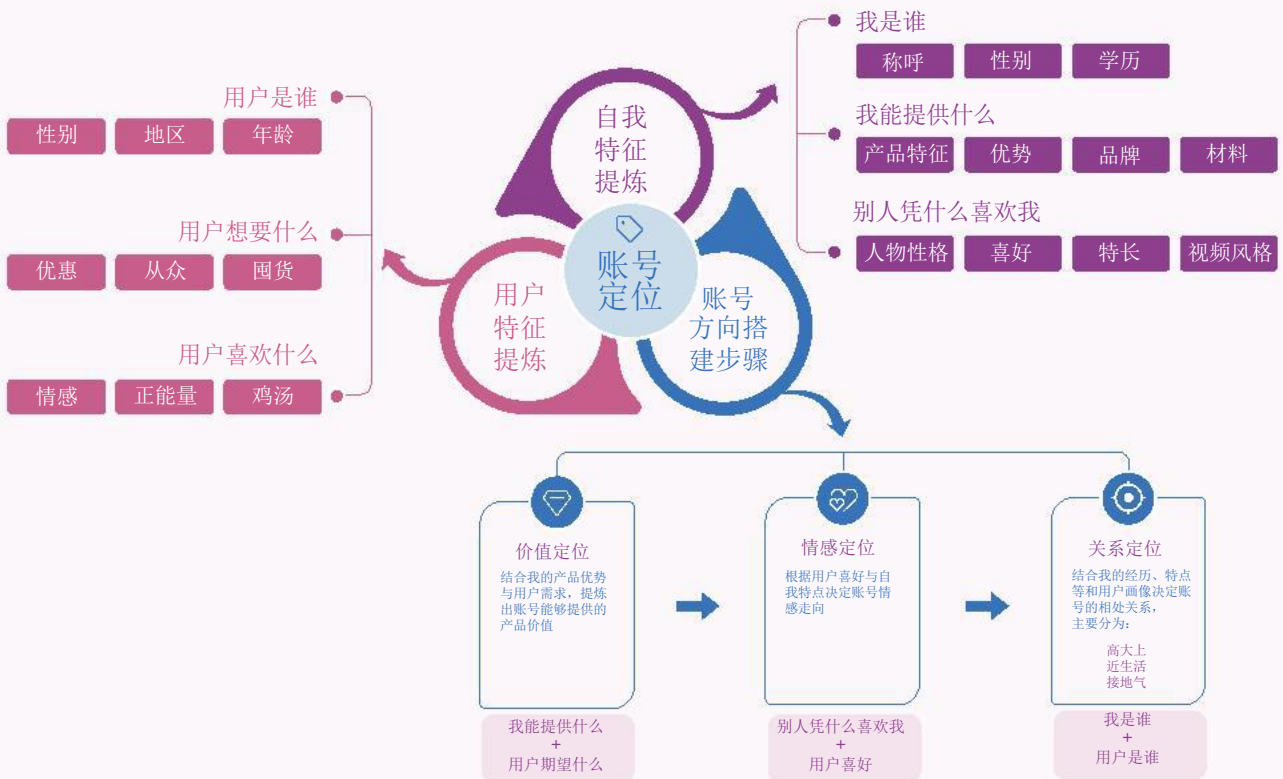 我是谁
称呼 性别 学历
我能提供什么
产品特征 优势 品牌 材料
别人凭什么喜欢我
人物性格 喜好 特长 视频风格
用户是谁
性别 地区 年龄
用户想要什么
优惠 从众 囤货
用户喜欢什么
情感 正能量 鸡汤
自我
特征
提炼
账号
定位
用户
特征
提炼
账号
方向搭
建步骤
价值定位
结合我的产品优势
与用户需求，提炼
出账号能够提供的
产品价值
我能提供什么
+
用户期望什么
情感定位
根据用户喜好与自
我特点决定账号情
感走向
别人凭什么喜欢我
+
用户喜好
关系定位
结合我的经历、特点
等和用户画像决定账
号的相处关系，
主要分为：
高大上
近生活
接地气
我是谁
+
用户是谁